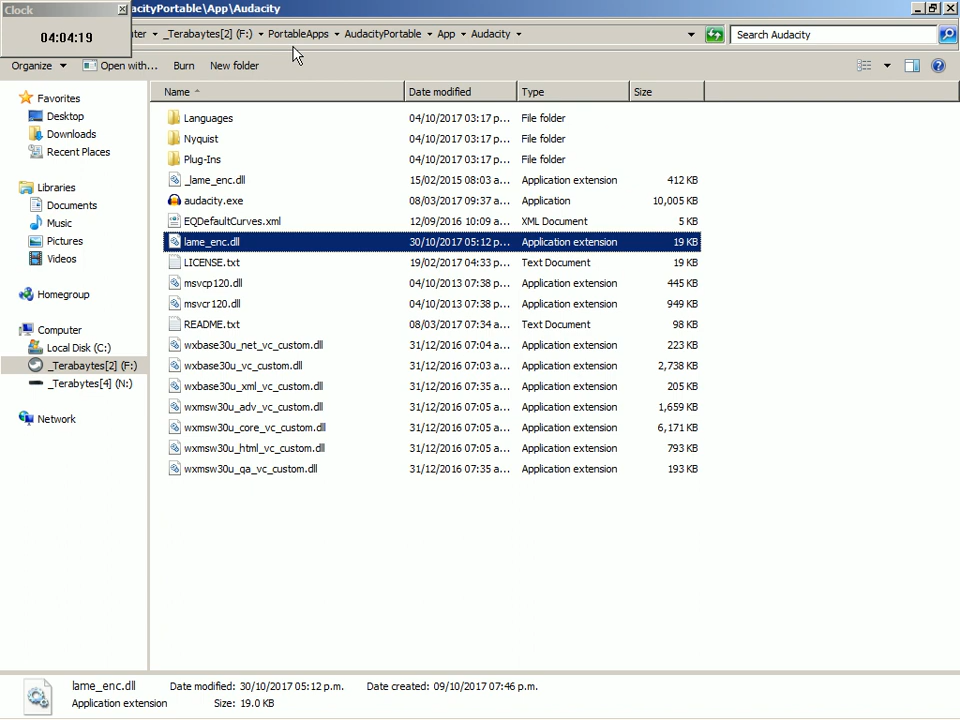 Clock
acityPortable\App\Audacity
04:04:19
_Terabaytes[2] (F:) PortableApps AudacityPortable App Audacity
Search Audacity
Organize Open with... Burn New folder
Name Date modified Type Size
Favorites
Desktop
Downloads
Recent Places
Libraries
Documents
Music
Pictures
Videos
Homegroup
Computer
Local Disk (C:)
_Terabaytes[2] (F:)
_Terabytes[4] (N:)
Network
Languages 04/10/2017 03:17 p... File folder
Nyquist 04/10/2017 03:17 p... File folder
Plug-Ins 04/10/2017 03:17 p... File folder
_lame_enc.dll 15/02/2015 08:03 a... Application extension 412 KB
audacity.exe 08/03/2017 09:37 a... Application 10,005 KB
EQDefaultCurves.xml 12/09/2016 10:09 a... XML Document 5 KB
lame_enc.dll 30/10/2017 05:12 p... Application extension 19 KB
LICENSE.txt 19/02/2017 04:33 p... Text Document 19 KB
msvcp120.dll 04/10/2013 07:38 p... Application extension 445 KB
msvcr120.dll 04/10/2013 07:38 p... Application extension 949 KB
README.txt 08/03/2017 07:34 a... Text Document 98 KB
wxbase30u_net_vc_custom.dll 31/12/2016 07:04 a... Application extension 223 KB
wxbase30u_vc_custom.dll 31/12/2016 07:03 a... Application extension 2,738 KB
wxbase30u_xml_vc_custom.dll 31/12/2016 07:35 a... Application extension 205 KB
wxmsw30u_adv_vc_custom.dll 31/12/2016 07:05 a... Application extension 1,659 KB
wxmsw30u_core_vc_custom.dll 31/12/2016 07:05 a... Application extension 6,171 KB
wxmsw30u_html_vc_custom.dll 31/12/2016 07:05 a... Application extension 793 KB
wxmsw30u_qa_vc_custom.dll 31/12/2016 07:35 a... Application extension 193 KB
lame_enc.dll Date modified: 30/10/2017 05:12 p.m. Date created: 09/10/2017 07:46 p.m.
Application extension Size: 19.0 KB